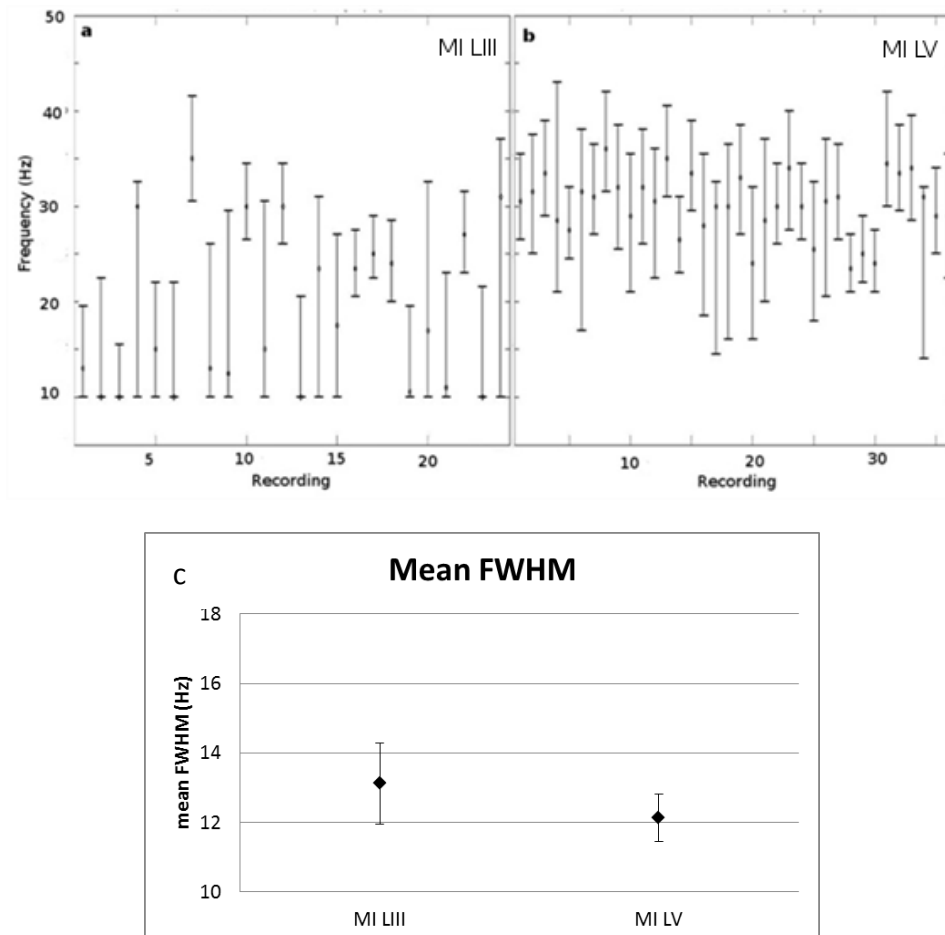 50
a
MI LIII
b
MI LV
40
30
20
10
Frequency (Hz)
5
10
15
20
10
20
30
Recording
Recording
c
Mean FWHM
18
16
14
12
10
mean FWHM (Hz)
MI LIII
MI LV